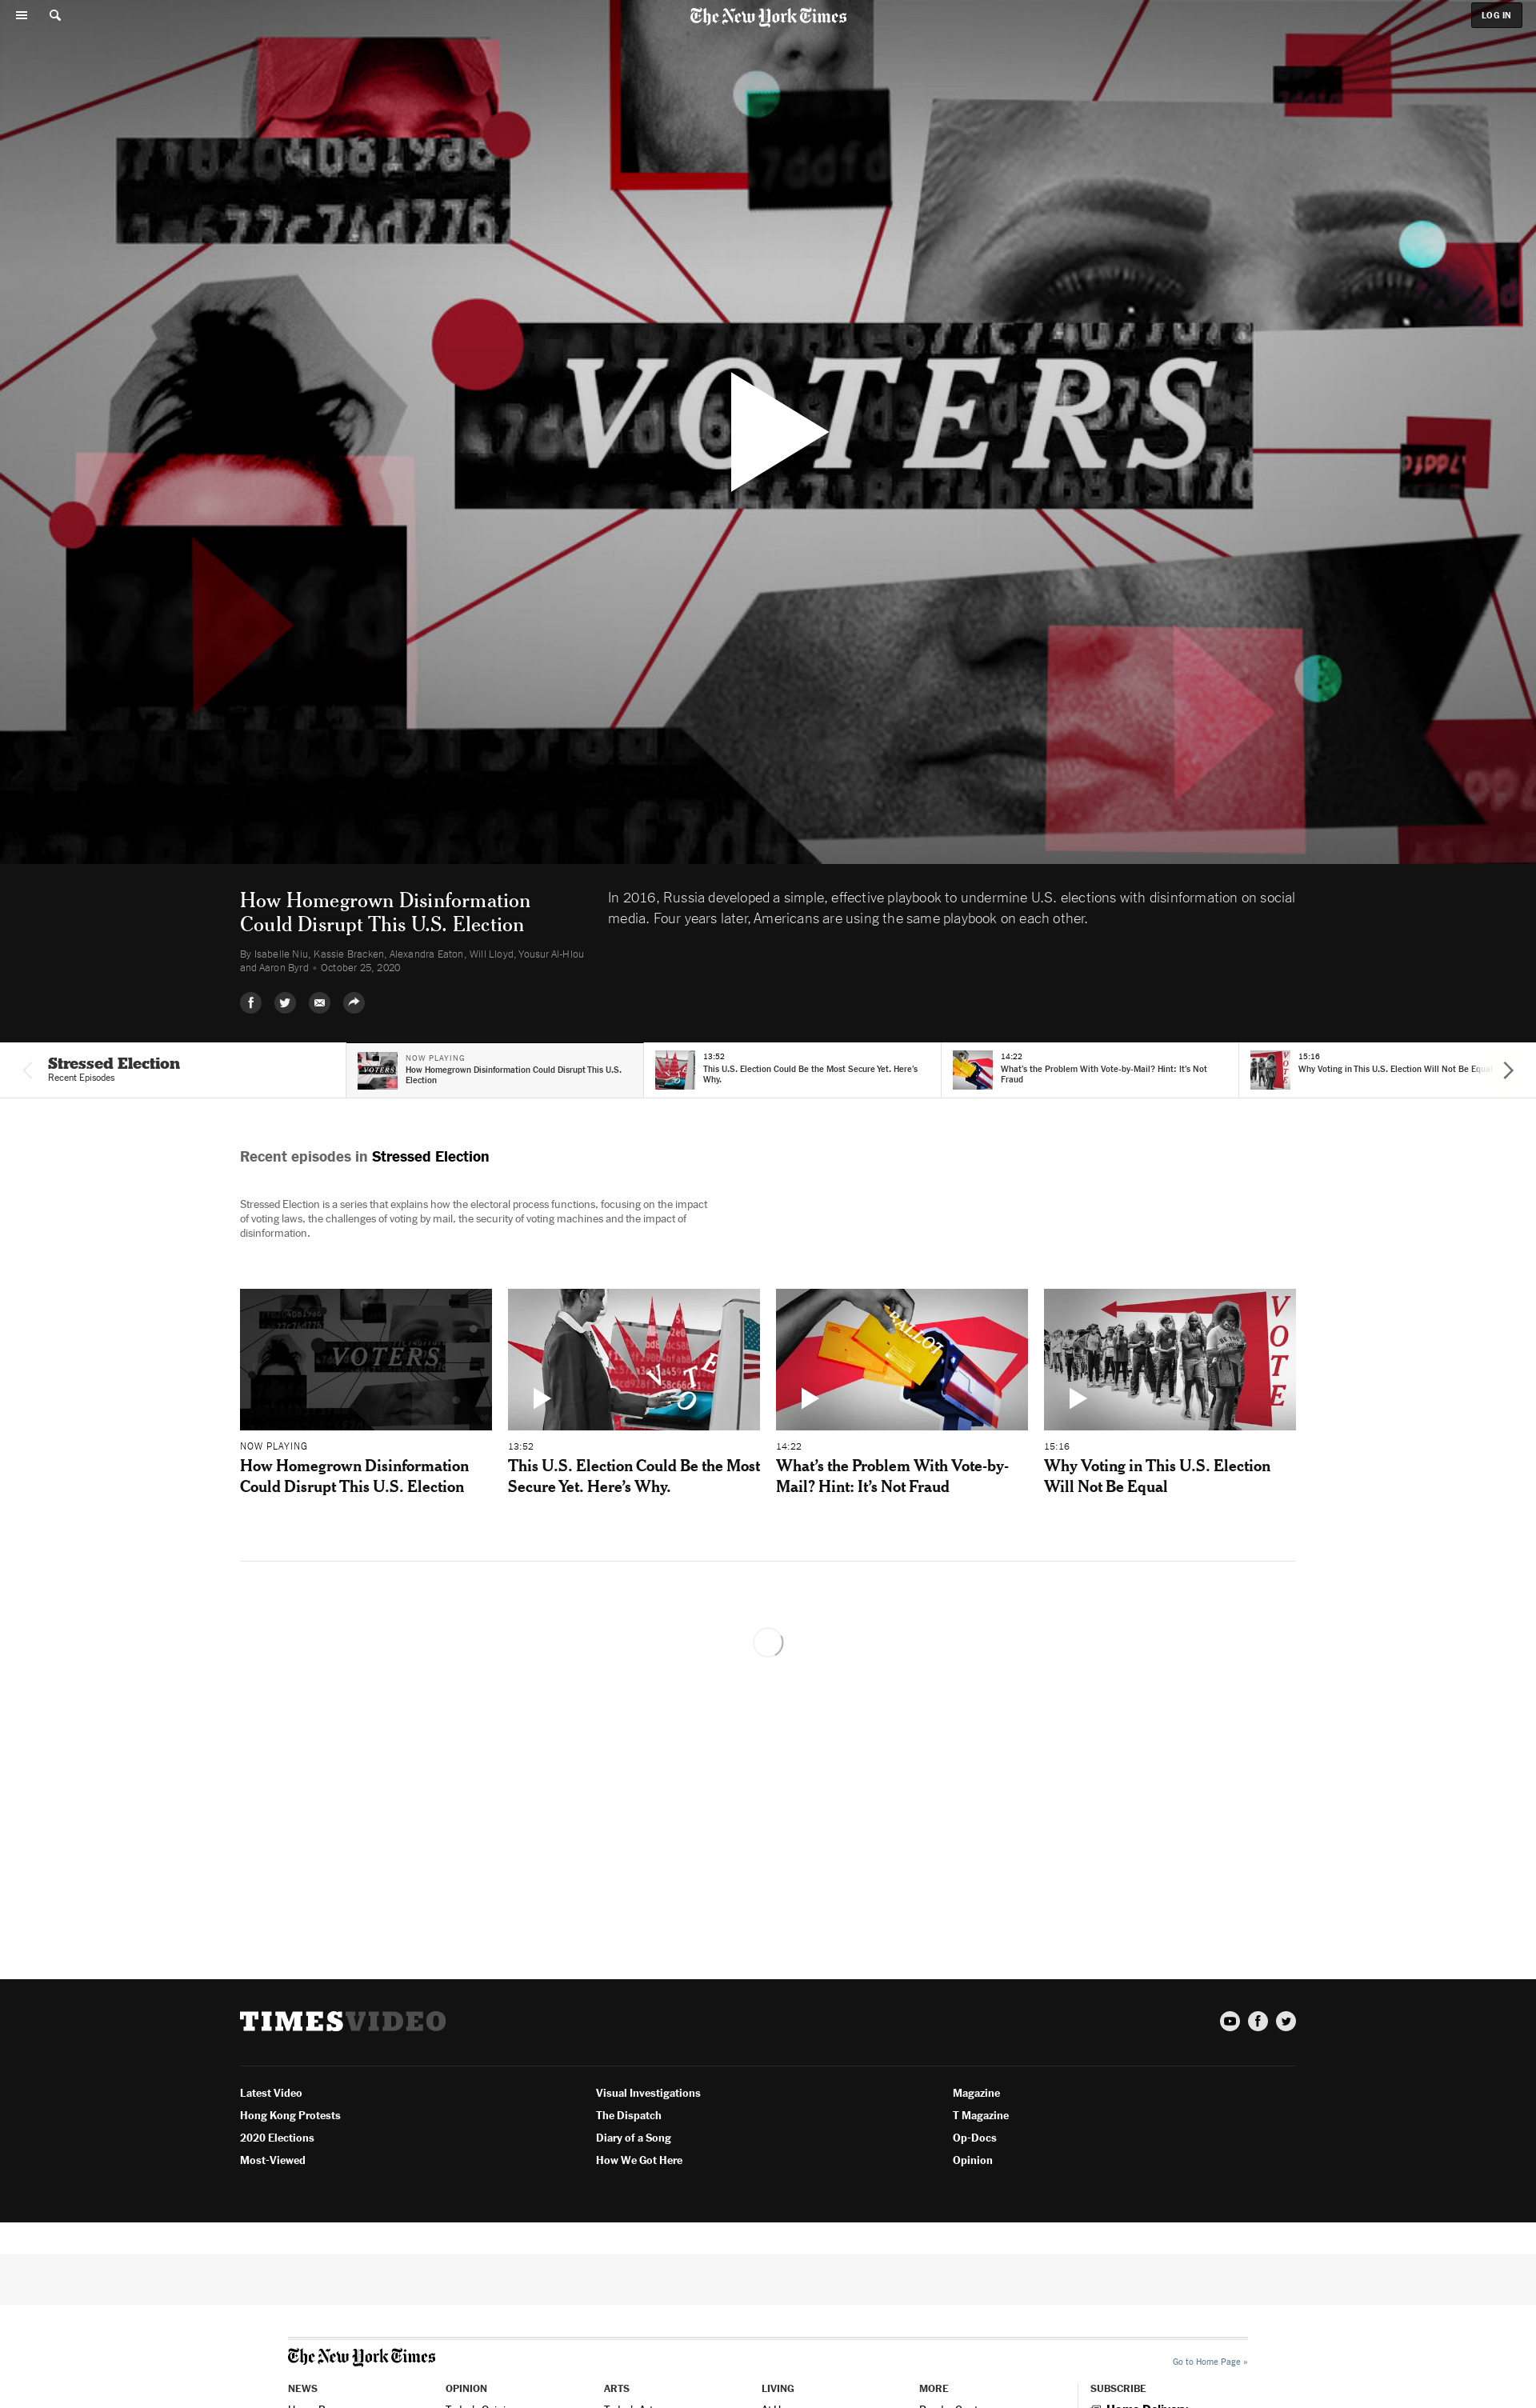 The New York Times
LOG IN
VOTERS
How Homegrown Disinformation
Could Disrupt This U.S. Election
By Isabelle Niu, Kassie Bracken, Alexandra Eaton, Will Lloyd, Yousur Al-Hlou
and Aaron Byrd • October 25, 2020
In 2016, Russia developed a simple, effective playbook to undermine U.S. elections with disinformation on social
media. Four years later, Americans are using the same playbook on each other.
Stressed Election
Recent Episodes
NOW PLAYING
How Homegrown Disinformation Could Disrupt This U.S.
Election
13:52
This U.S. Election Could Be the Most Secure Yet. Here's
Why.
14:22
What's the Problem With Vote-by-Mail? Hint: It's Not
Fraud
15:16
Why Voting in This U.S. Election Will Not Be Equal
Recent episodes in Stressed Election
Stressed Election is a series that explains how the electoral process functions, focusing on the impact
of voting laws, the challenges of voting by mail, the security of voting machines and the impact of
disinformation.
VOTERS
VOTE
BALLOT
VOTE
NOW PLAYING
How Homegrown Disinformation
Could Disrupt This U.S. Election
13:52
This U.S. Election Could Be the Most
Secure Yet. Here's Why.
14:22
What's the Problem With Vote-by-
Mail? Hint: It's Not Fraud
15:16
Why Voting in This U.S. Election
Will Not Be Equal
TIMESVIDEO
Latest Video
Hong Kong Protests
2020 Elections
Most-Viewed
Visual Investigations
The Dispatch
Diary of a Song
How We Got Here
Magazine
T Magazine
Op-Docs
Opinion
The New York Times
Go to Home Page »
NEWS
OPINION
ARTS
LIVING
MORE
SUBSCRIBE